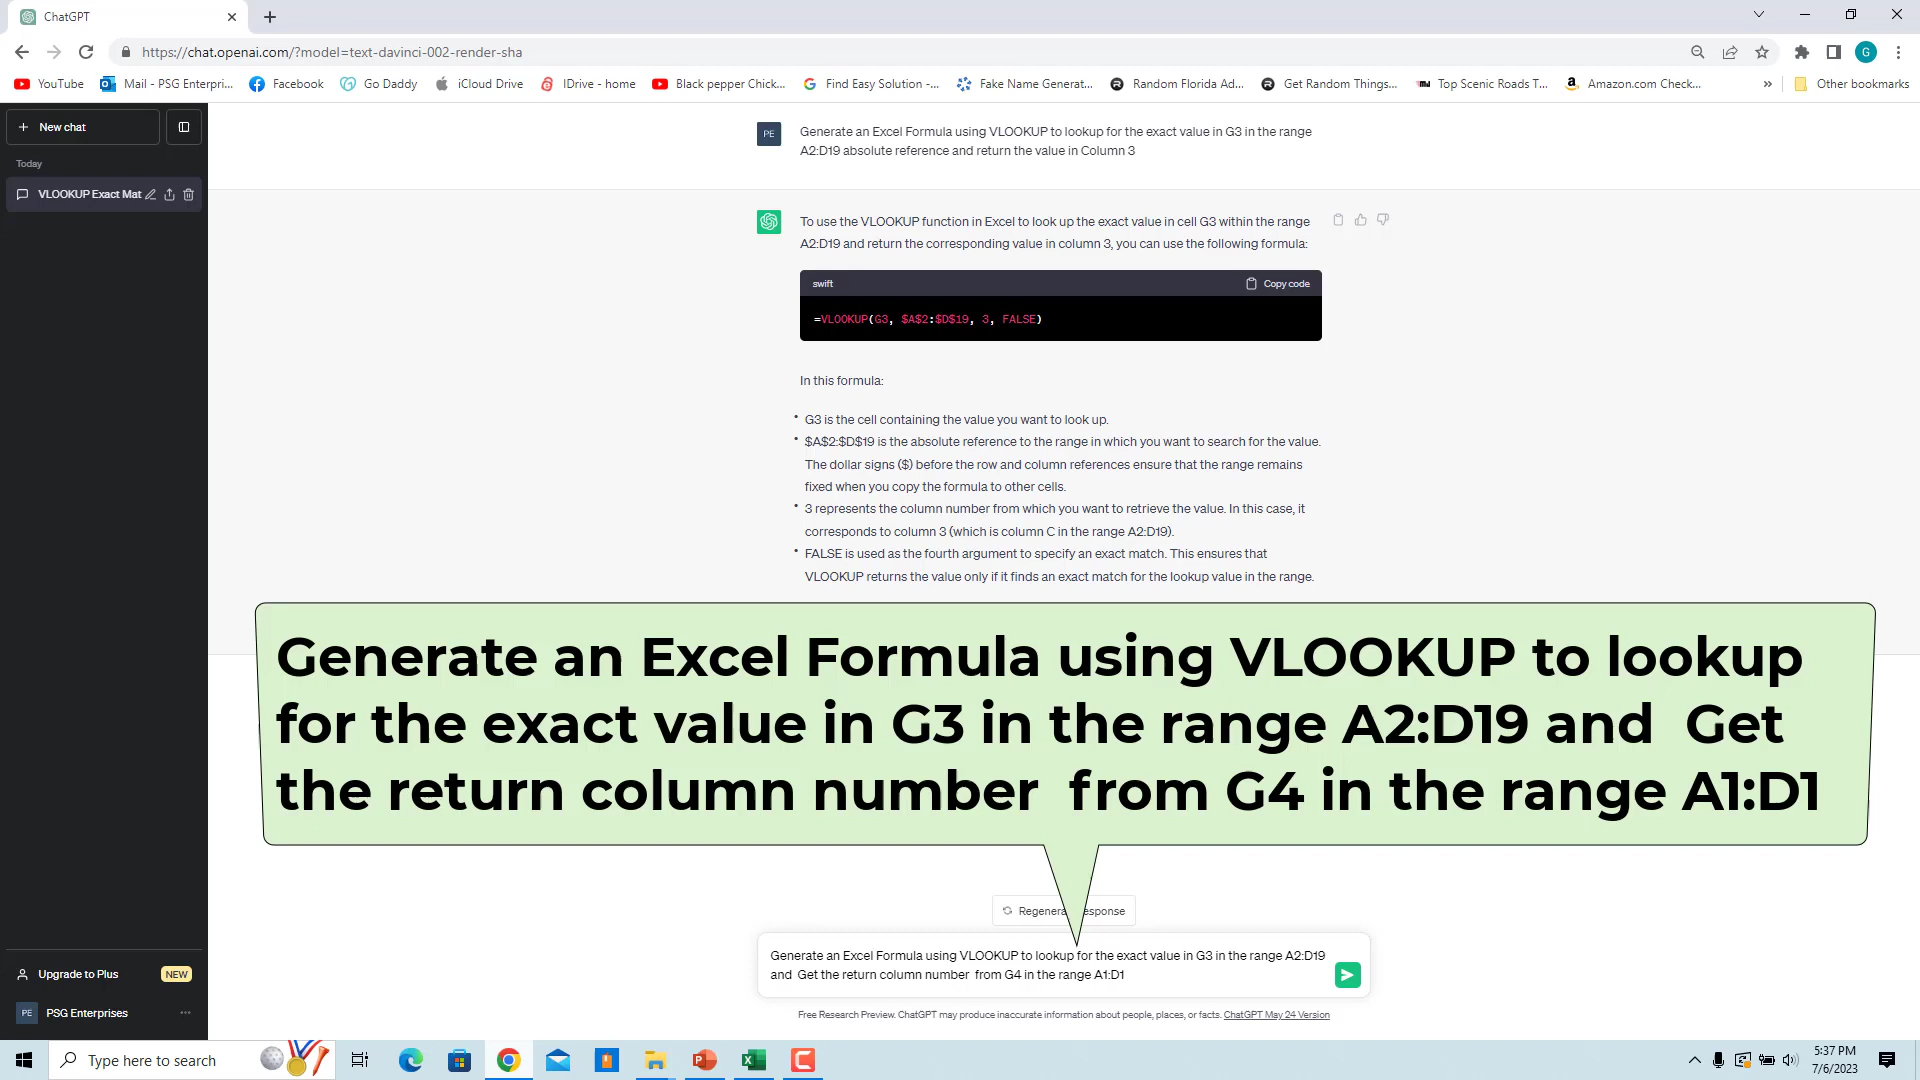 ChatGPT
https://chat.openai.com/?model=text-davinci-002-render-sha
G
YouTube
Mail - PSG Enterpri...
Facebook
Go Daddy
iCloud Drive
IDrive - home
Black pepper Chick...
Find Easy Solution -...
Fake Name Generat...
Random Florida Ad...
Get Random Things...
Top Scenic Roads T...
Amazon.com Check...
»
Other bookmarks
+ New chat
Today
VLOOKUP Exact Mat
PE
Generate an Excel Formula using VLOOKUP to lookup for the exact value in G3 in the range
A2:D19 absolute reference and return the value in Column 3
To use the VLOOKUP function in Excel to look up the exact value in cell G3 within the range
A2:D19 and return the corresponding value in column 3, you can use the following formula:
swift
Copy code
=VLOOKUP(G3, $A$2:$D$19, 3, FALSE)
In this formula:
• G3 is the cell containing the value you want to look up.
• $A$2:$D$19 is the absolute reference to the range in which you want to search for the value.
The dollar signs ($) before the row and column references ensure that the range remains
fixed when you copy the formula to other cells.
• 3 represents the column number from which you want to retrieve the value. In this case, it
corresponds to column 3 (which is column C in the range A2:D19).
• FALSE is used as the fourth argument to specify an exact match. This ensures that
VLOOKUP returns the value only if it finds an exact match for the lookup value in the range.
Generate an Excel Formula using VLOOKUP to lookup
for the exact value in G3 in the range A2:D19 and Get
the return column number from G4 in the range A1:D1
Regenera esponse
Generate an Excel Formula using VLOOKUP to lookup for the exact value in G3 in the range A2:D19
and Get the return column number from G4 in the range A1:D1
Free Research Preview. ChatGPT may produce inaccurate information about people, places, or facts. ChatGPT May 24 Version
Upgrade to Plus
NEW
PE
PSG Enterprises
...
Type here to search
5:37 PM
7/6/2023